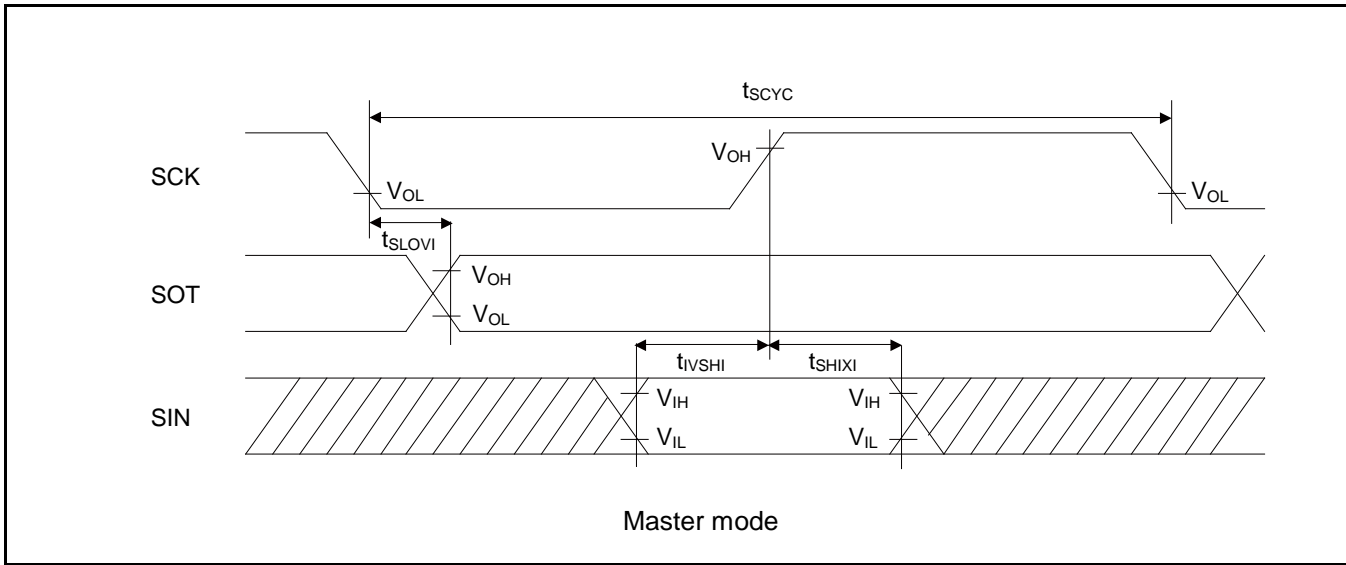 tSCYC
SCK
VOH
VOL
VOL
tSLOVI
SOT
VOH
VOL
tIVSHI
tSHIXI
SIN
VIH
VIH
VIL
VIL
Master mode